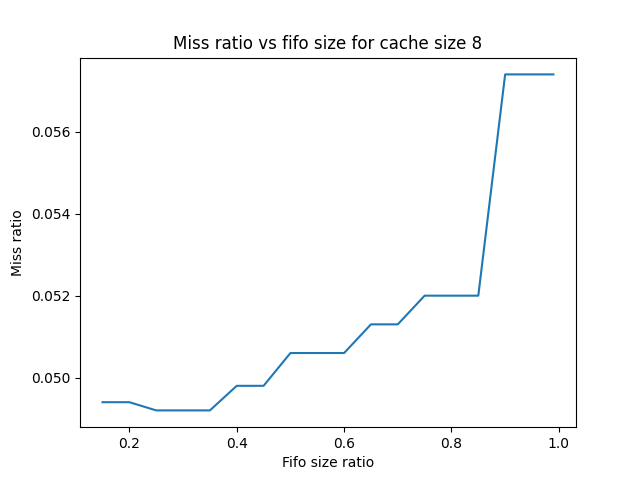 Miss ratio vs fifo size for cache size 8
0.056
0.054
0.052
0.050
Miss ratio
0.2 0.4 0.6 0.8 1.0
Fifo size ratio